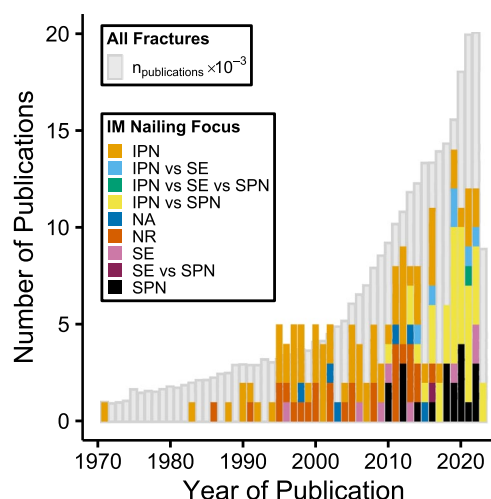 All Fractures
npublications ×10−3
IM Nailing Focus
IPN
IPN vs SE
IPN vs SE vs SPN
IPN vs SPN
NA
NR
SE
SE vs SPN
SPN
Number of Publications
20
15
10
5
0
1970 1980 1990 2000 2010 2020
Year of Publication